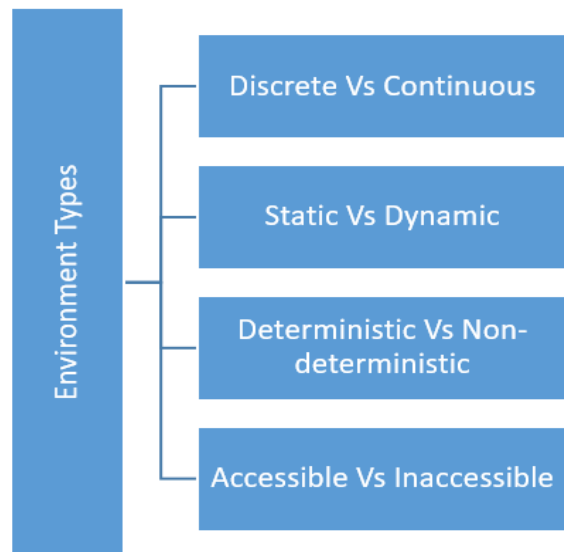 Environment Types
Discrete Vs Continuous
Static Vs Dynamic
Deterministic Vs Non-
deterministic
Accessible Vs Inaccessible